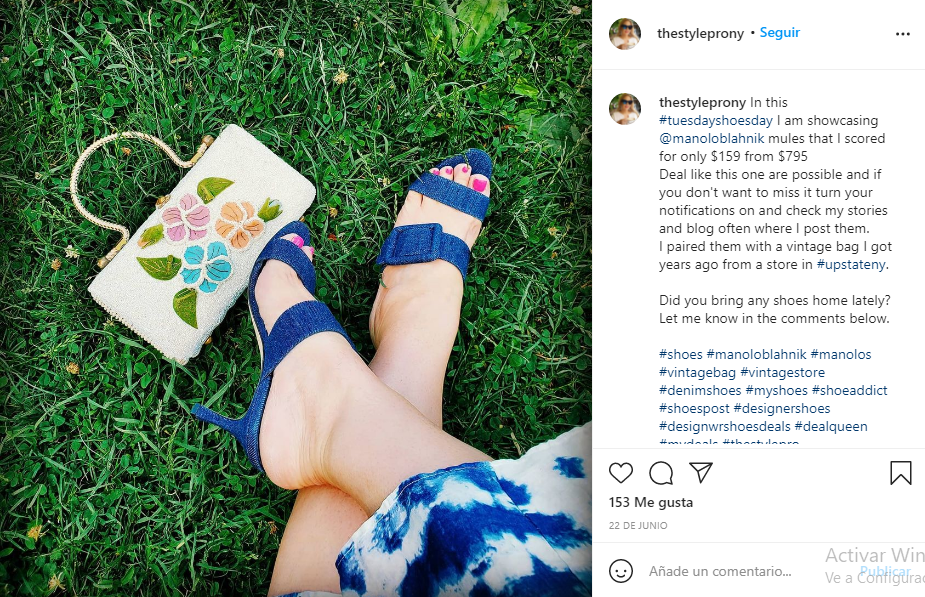 thestyleprony • Seguir
thestyleprony In this
#tuesdayshoesday I am showcasing
@manoloblahnik mules that I scored
for only $159 from $795
Deal like this one are possible and if
you don't want to miss it turn your
notifications on and check my stories
and blog often where I post them.
I paired them with a vintage bag I got
years ago from a store in #upstateny.
Did you bring any shoes home lately?
Let me know in the comments below.
#shoes #manoloblahnik #manolos
#vintagebag #vintagestore
#denimshoes #myshoes #shoeaddict
#shoespost #designershoes
#designwrshoesdeals #dealqueen
#mydeals #thestylepro
153 Me gusta
22 DE JUNIO
Añade un comentario...
Publicar
Activar Win
Ve a Configurac